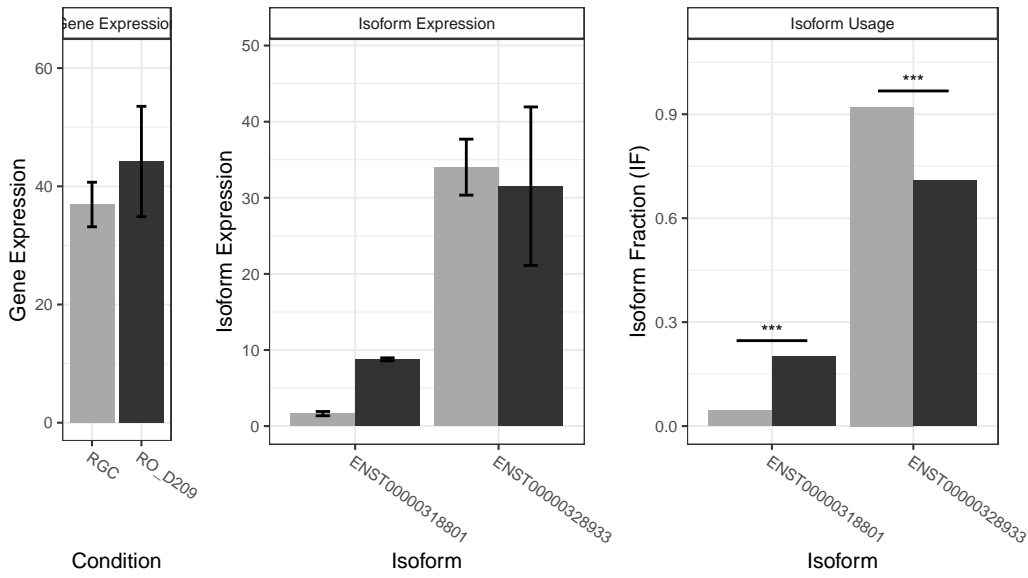 Gene Expression
Gene Expression
60
40
20
0
RGC
RO_D209
Condition
Isoform Expression
Isoform Expression
50
40
30
20
10
0
ENST00000318801
ENST00000328933
Isoform
Isoform Usage
Isoform Fraction (IF)
0.9
0.6
0.3
0.0
***
***
ENST00000318801
ENST00000328933
Isoform